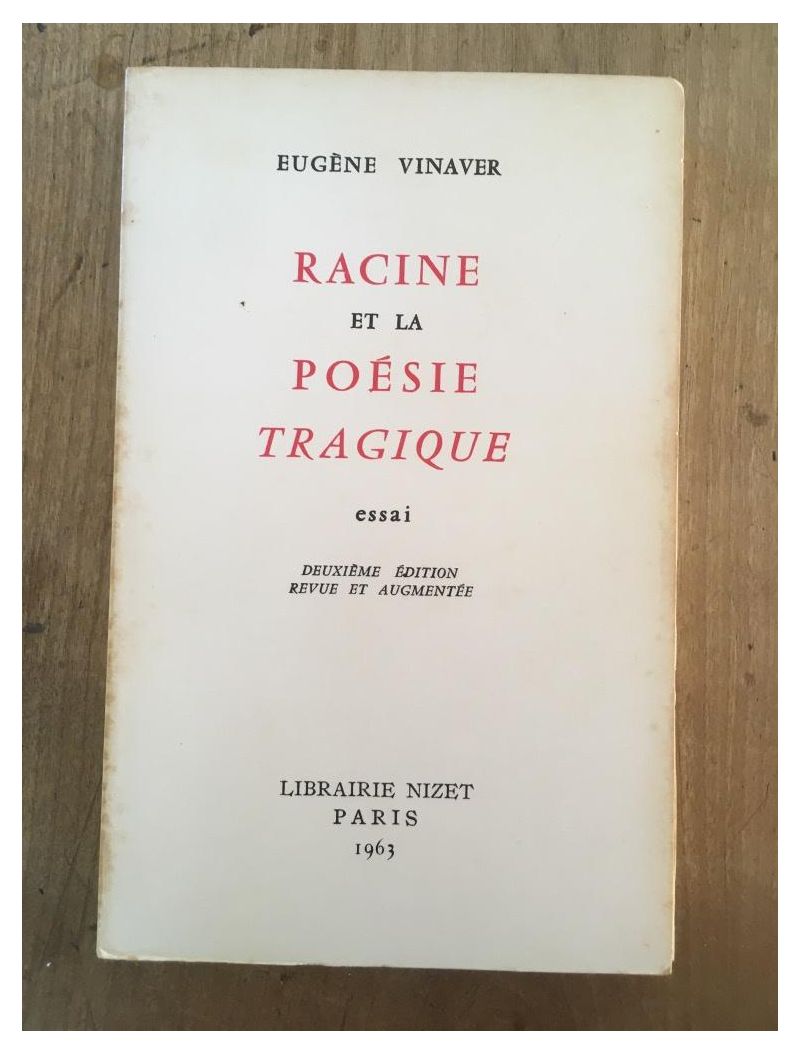 EUGÈNE VINAVER
RACINE
ET LA
POÉSIE
TRAGIQUE
essai
DEUXIÈME ÉDITION
REVUE ET AUGMENTÉE
LIBRAIRIE NIZET
PARIS
1963